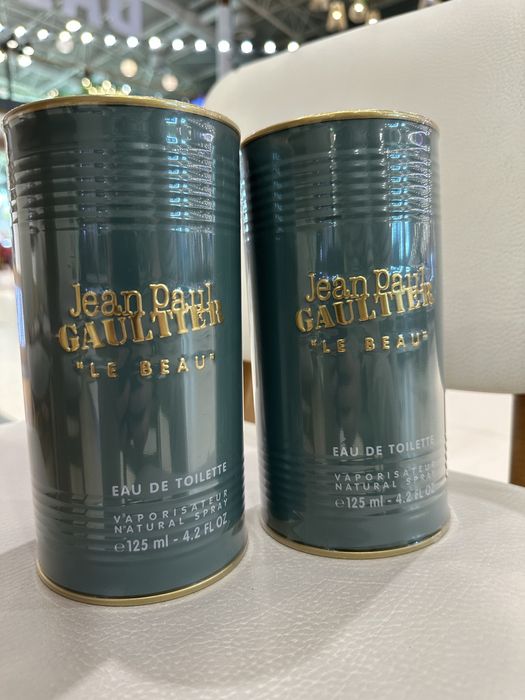 Jean Paul
GAULTIER
"LE BEAU"
EAU DE TOILETTE
VAPORISATEUR
NATURAL SPRAY
℮125 ml - 4.2 FL OZ
Jean Paul
GAULTIER
"LE BEAU"
EAU DE TOILETTE
VAPORISATEUR
NATURAL SPRAY
℮125 ml - 4.2 FL OZ